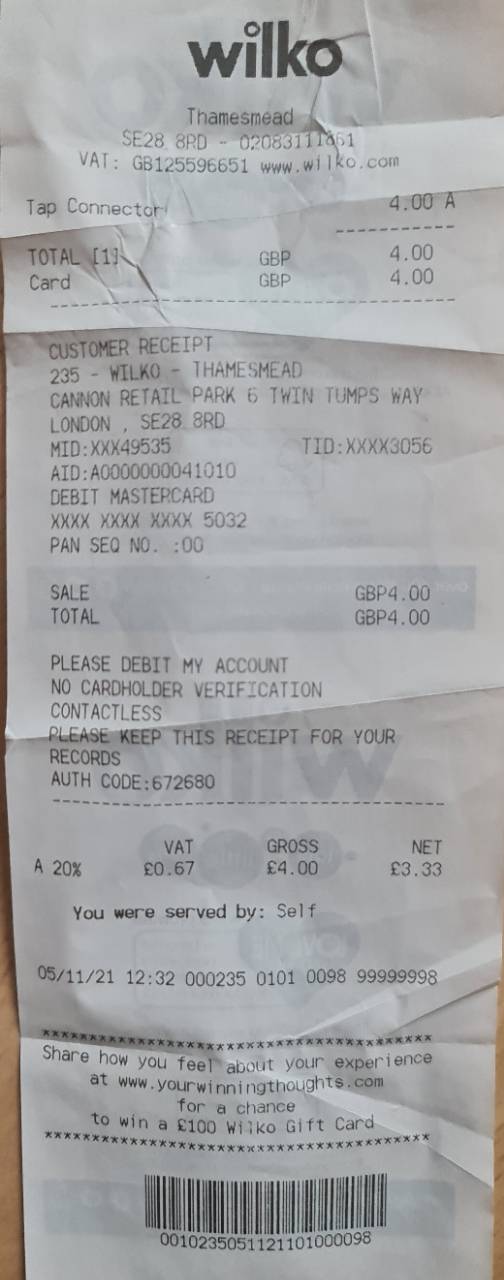 wilko
Thamesmead
SE28 8RD - 02083111661
VAT: GB125596651 www.wilko.com
Tap Connector 4.00 A
TOTAL [1] GBP 4.00
Card GBP 4.00
CUSTOMER RECEIPT
235 - WILKO - THAMESMEAD
CANNON RETAIL PARK 6 TWIN TUMPS WAY
LONDON , SE28 8RD
MID:XXX49535 TID:XXXX3056
AID:A0000000041010
DEBIT MASTERCARD
XXXX XXXX XXXX 5032
PAN SEQ NO. :00
SALE GBP4.00
TOTAL GBP4.00
PLEASE DEBIT MY ACCOUNT
NO CARDHOLDER VERIFICATION
CONTACTLESS
PLEASE KEEP THIS RECEIPT FOR YOUR
RECORDS
AUTH CODE:672680
VAT GROSS NET
A 20% £0.67 £4.00 £3.33
You were served by: Self
05/11/21 12:32 000235 0101 0098 99999998
****************************************
Share how you feel about your experience
at www.yourwinningthoughts.com
for a chance
to win a £100 Wilko Gift Card
****************************************
0010235051121101000098